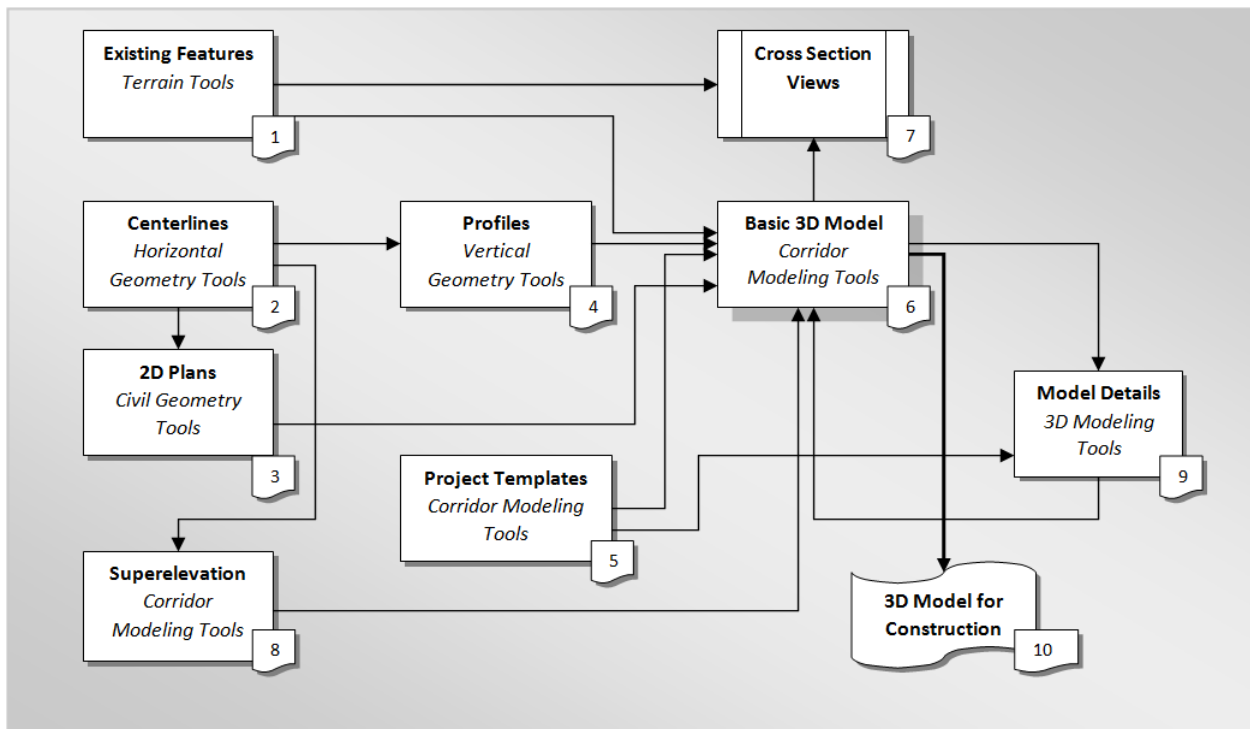 Existing Features
Terrain Tools
1
Cross Section
Views
7
Centerlines
Horizontal
Geometry Tools
2
Profiles
Vertical
Geometry Tools
4
Basic 3D Model
Corridor
Modeling Tools
6
2D Plans
Civil Geometry
Tools
3
Model Details
3D Modeling
Tools
9
Project Templates
Corridor Modeling
Tools
5
Superelevation
Corridor
Modeling Tools
8
3D Model for
Construction
10